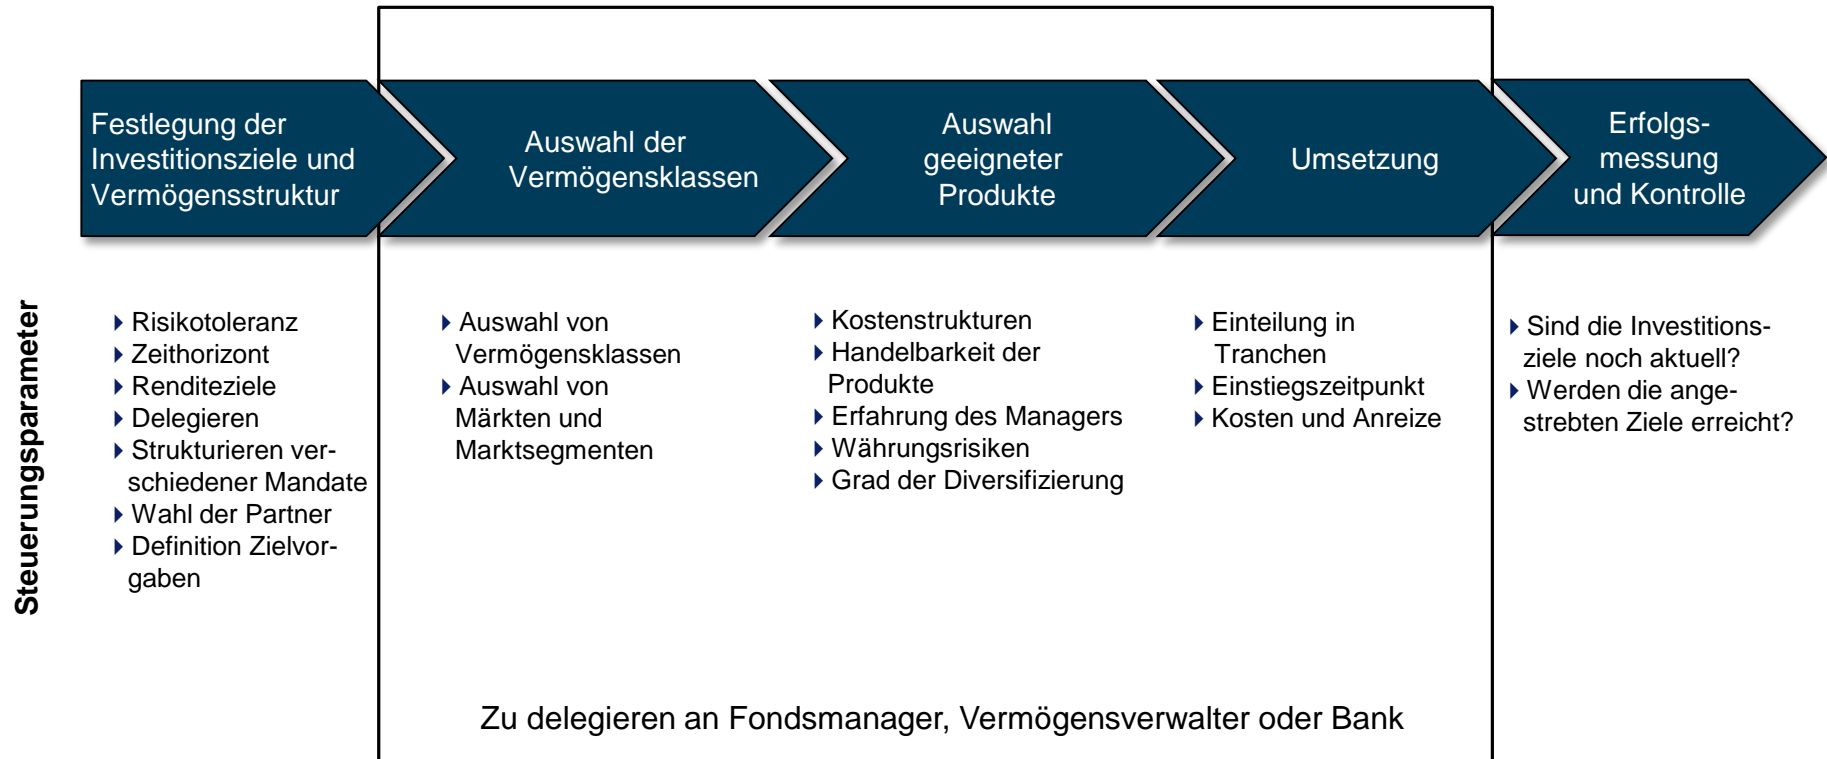 Festlegung der
Investitionsziele und
Vermögensstruktur
Auswahl der
Vermögensklassen
Auswahl
geeigneter
Produkte
Umsetzung
Erfolgs-
messung
und Kontrolle
Steuerungsparameter
Risikotoleranz
Zeithorizont
Renditeziele
Delegieren
Strukturieren ver-
schiedener Mandate
Wahl der Partner
Definition Zielvor-
gaben
Auswahl von
Vermögensklassen
Auswahl von
Märkten und
Marktsegmenten
Kostenstrukturen
Handelbarkeit der
Produkte
Erfahrung des Managers
Währungsrisiken
Grad der Diversifizierung
Einteilung in
Tranchen
Einstiegszeitpunkt
Kosten und Anreize
Sind die Investitions-
ziele noch aktuell?
Werden die ange-
strebten Ziele erreicht?
Zu delegieren an Fondsmanager, Vermögensverwalter oder Bank